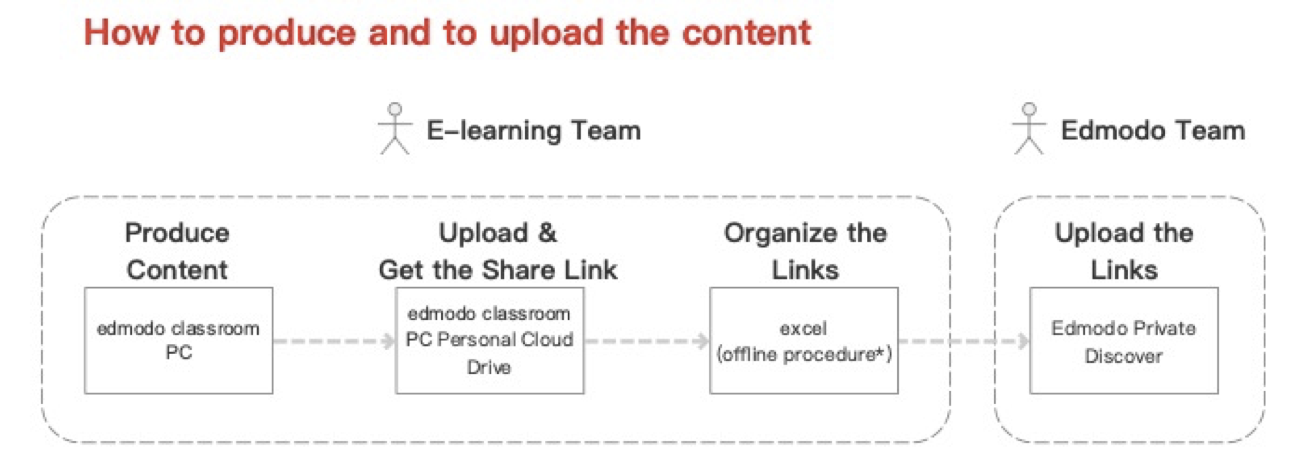 How to produce and to upload the content
E-learning Team
Edmodo Team
Produce
Content
edmodo classroom
PC
Upload &
Get the Share Link
edmodo classroom
PC Personal Cloud
Drive
Organize the
Links
excel
(offline procedure*)
Upload the
Links
Edmodo Private
Discover